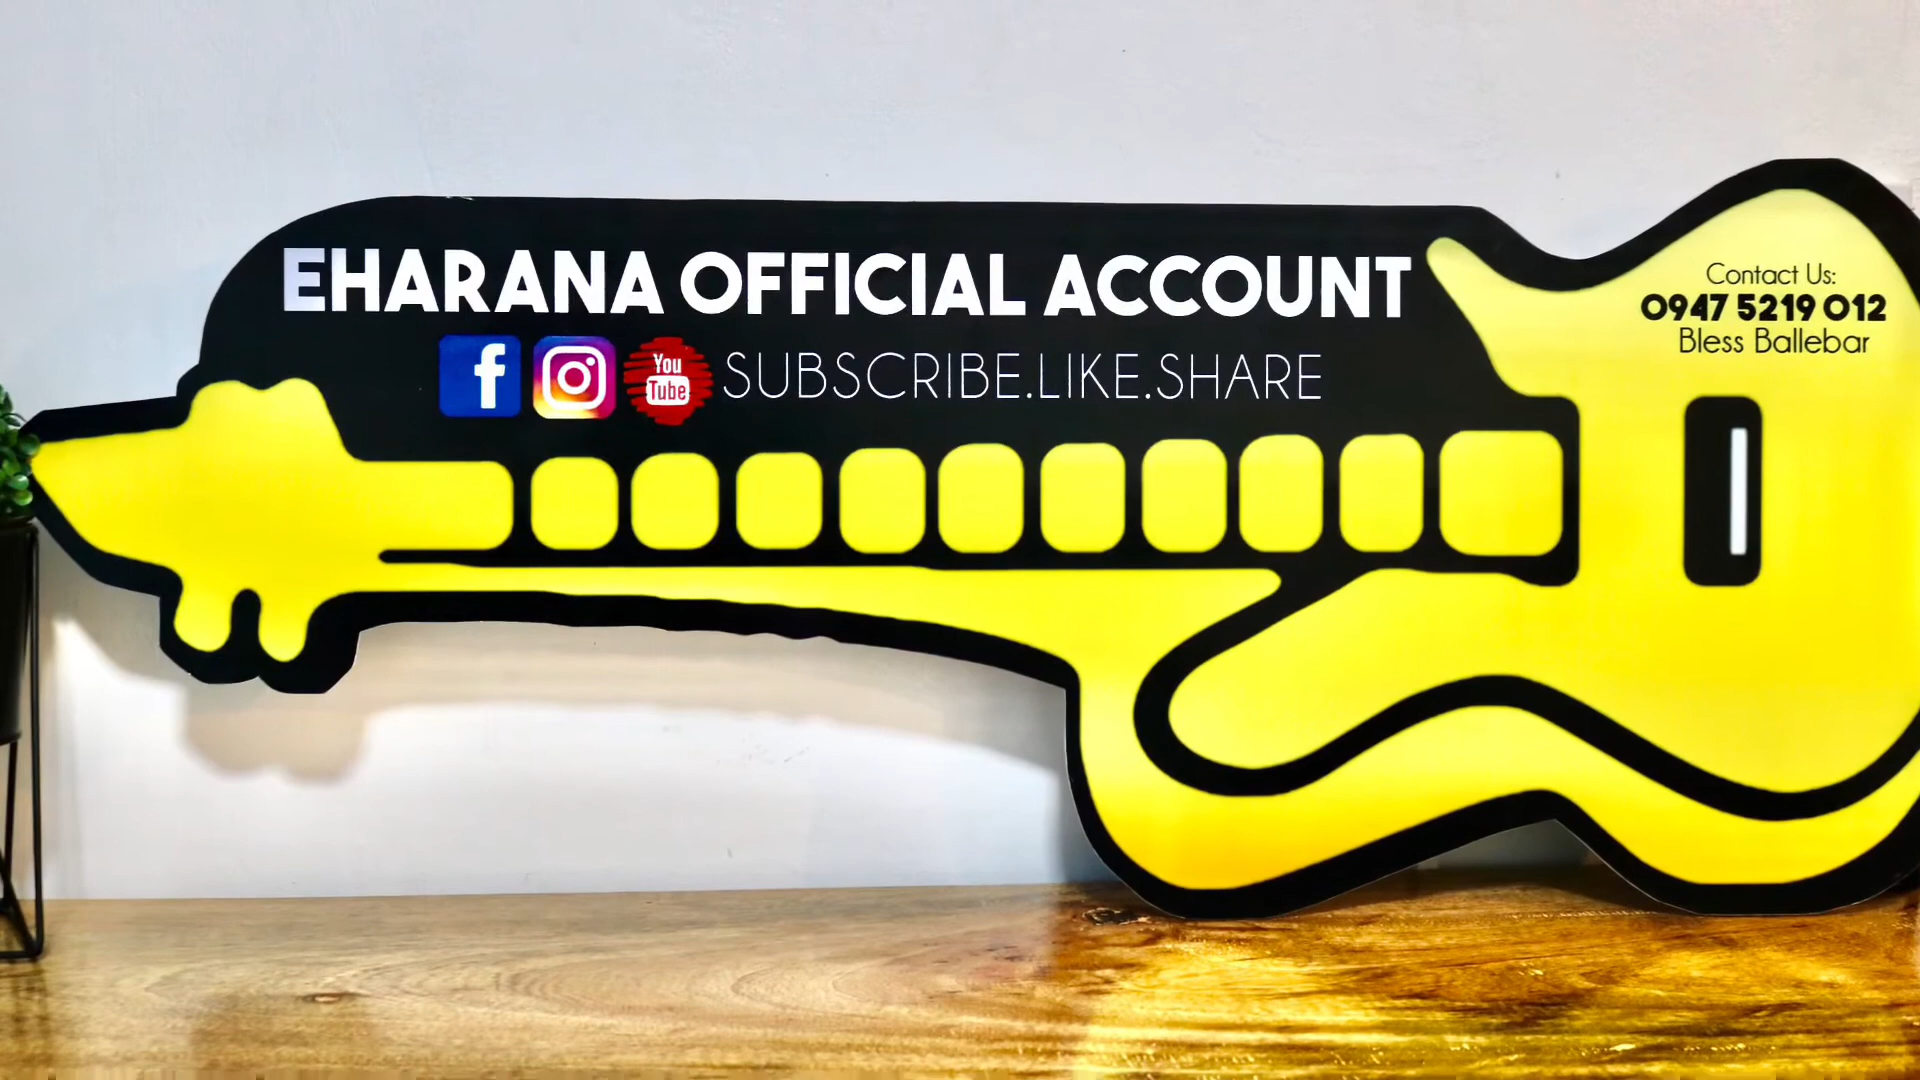 EHARANA OFFICIAL ACCOUNT
f You Tube SUBSCRIBE.LIKE.SHARE
Contact Us:
0947 5219 012
Bless Ballebar